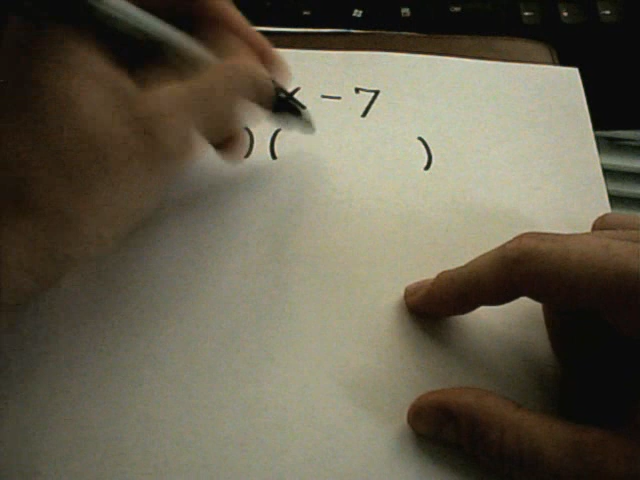 x - 7
) ( )